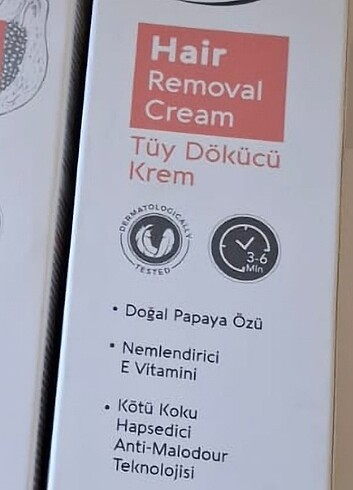 Hair
Removal
Cream
Tüy Dökücü
Krem
DERMATOLOGICALLY
TESTED
3-6
Min
• Doğal Papaya Özü
• Nemlendirici
E Vitamini
• Kötü Koku
Hapsedici
Anti-Malodour
Teknolojisi